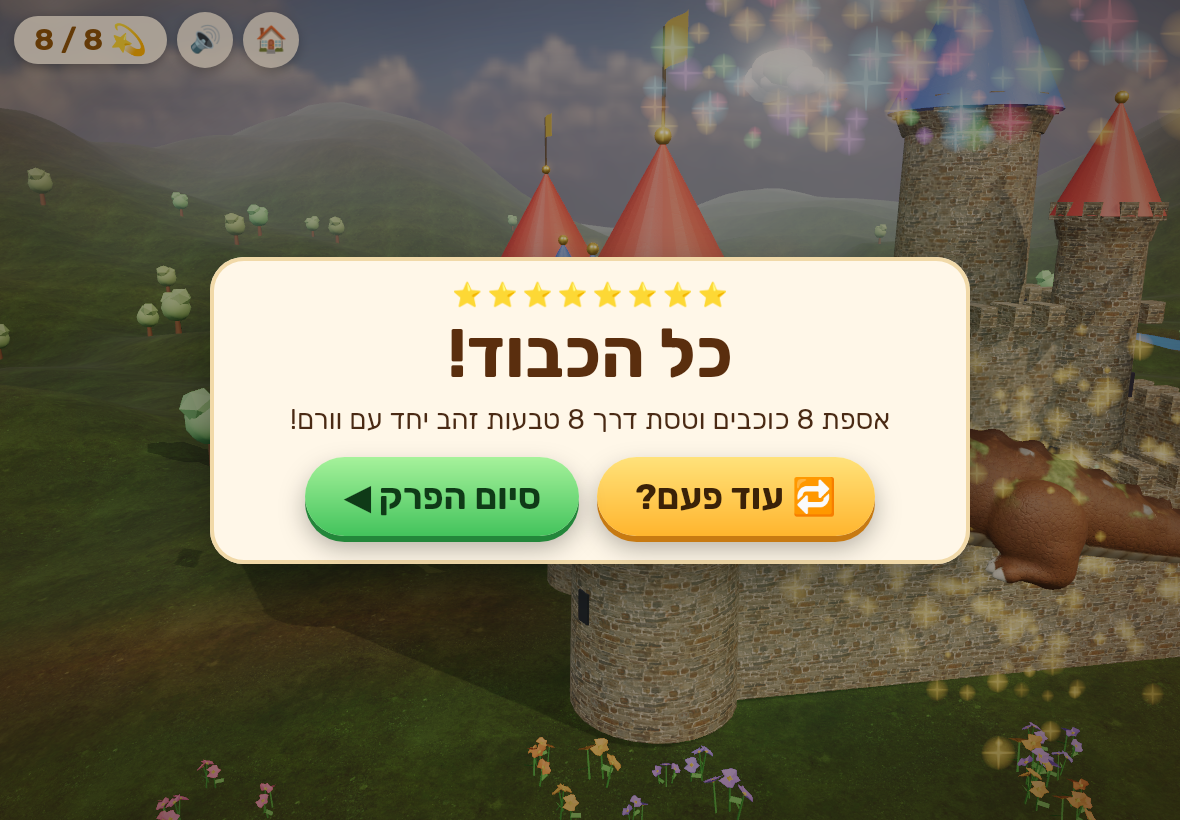 8 / 8
כל הכבוד!
אספת 8 כוכבים וטסת דרך 8 טבעות זהב יחד עם וורם!
עוד פעם?
סיום הפרק ◀